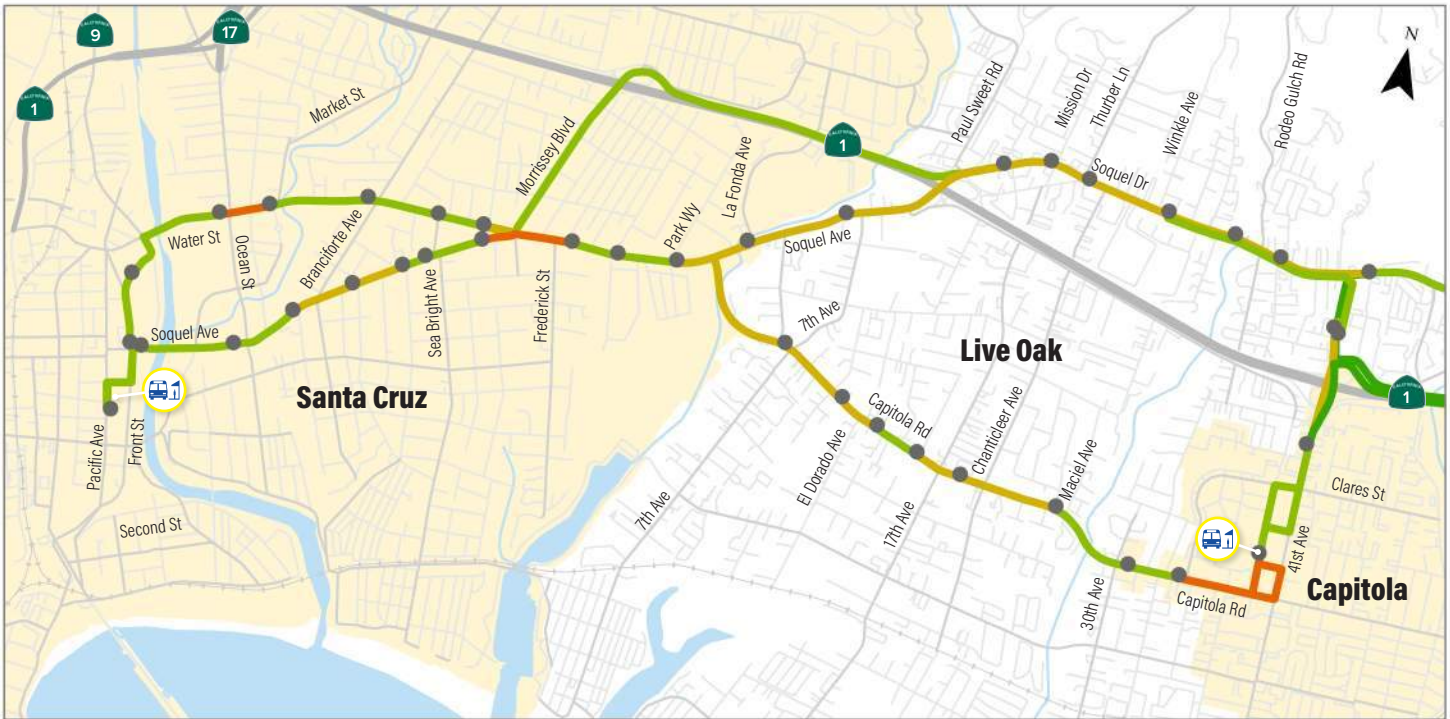 9
17
1
N
Market St
Morrissey Blvd
La Fonda Ave
CALIFORNIA
1
Paul Sweet Rd
Mission Dr
Thurber Ln
Winkle Ave
Rodeo Gulch Rd
Soquel Dr
Water St
Ocean St
Branciforte Ave
Park Wy
Soquel Ave
Soquel Ave
Sea Bright Ave
Frederick St
7th Ave
Live Oak
Santa Cruz
1
Pacific Ave
Front St
Capitola Rd
El Dorado Ave
Chanticleer Ave
Maciel Ave
Clares St
Second St
7th Ave
17th Ave
41st Ave
30th Ave
Capitola Rd
Capitola